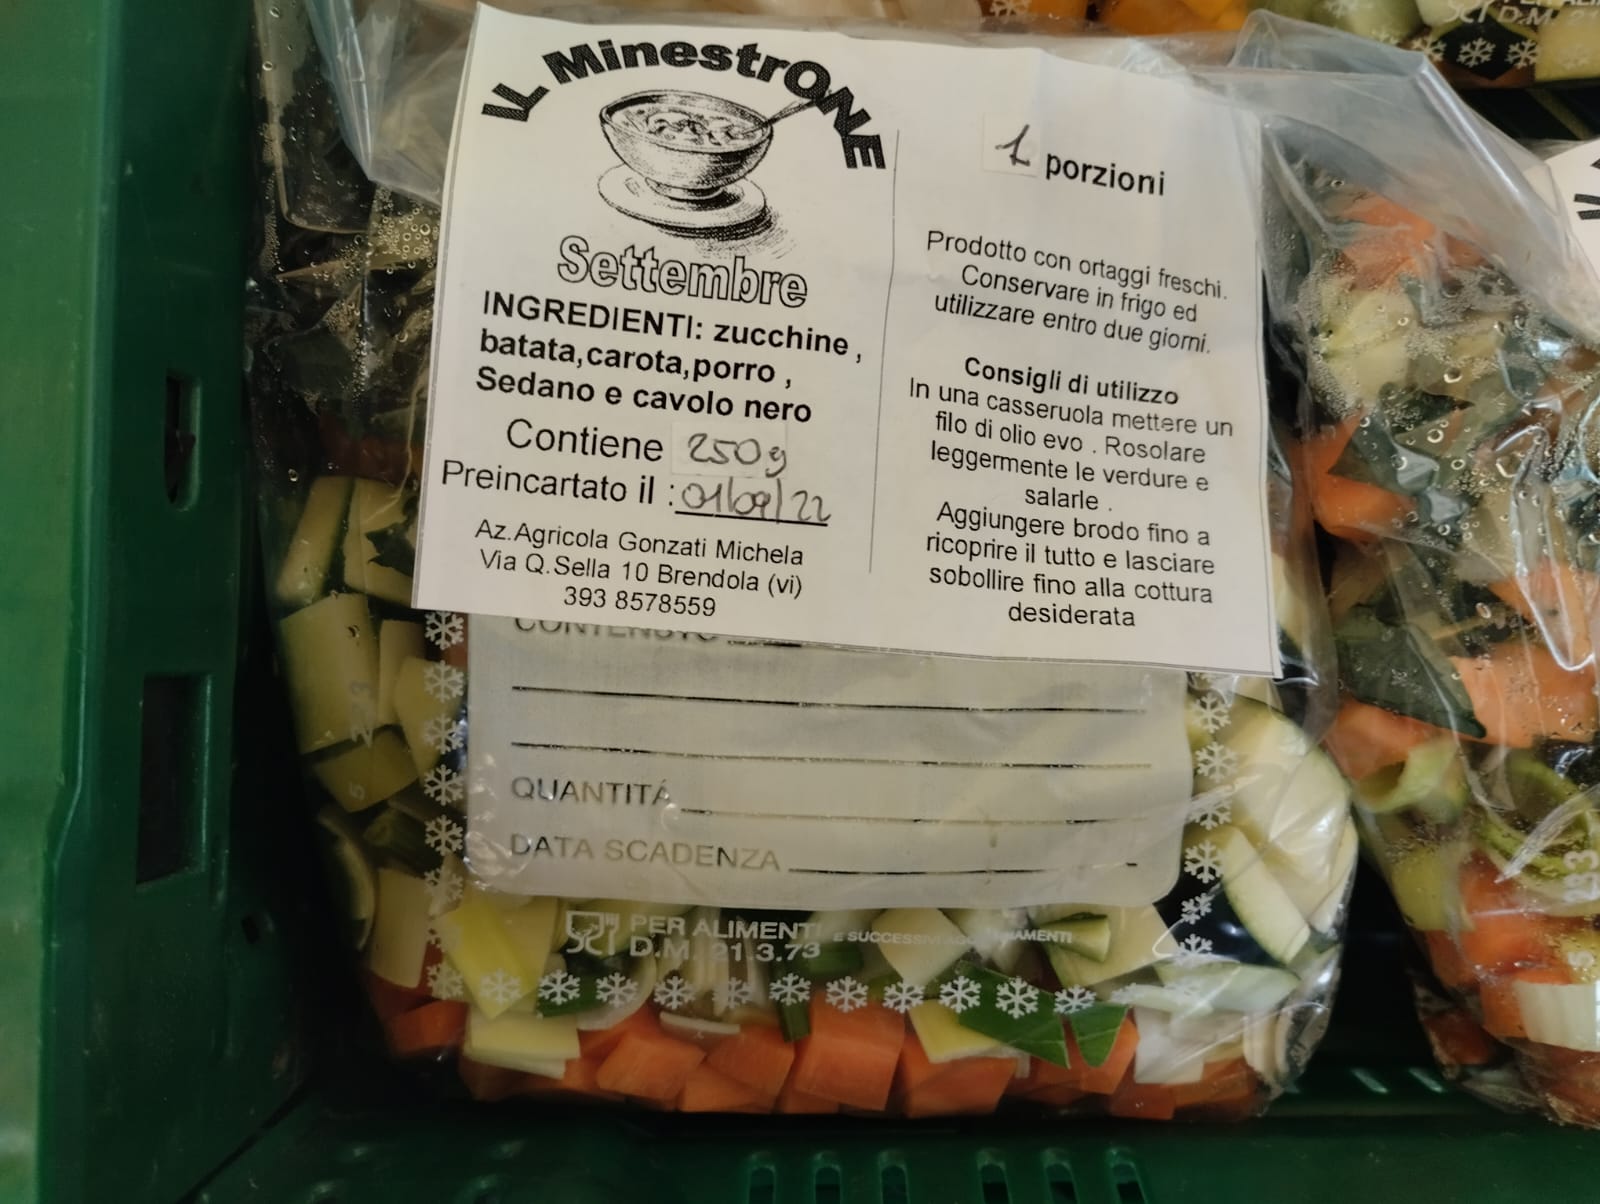 IL MinestrONE
Settembre
INGREDIENTI: zucchine ,
batata,carota,porro ,
Sedano e cavolo nero
Contiene 250g
Preincartato il : 01/09/22
Az.Agricola Gonzati Michela
Via Q.Sella 10 Brendola (vi)
393 8578559
1 porzioni
Prodotto con ortaggi freschi.
Conservare in frigo ed
utilizzare entro due giorni.
Consigli di utilizzo
In una casseruola mettere un
filo di olio evo . Rosolare
leggermente le verdure e
salarle .
Aggiungere brodo fino a
ricoprire il tutto e lasciare
sobollire fino alla cottura
desiderata
CONTENUTO
QUANTITÁ
DATA SCADENZA
PER ALIMENTI
D.M. 21.3.73
E SUCCESSIVI AGGIORNAMENTI